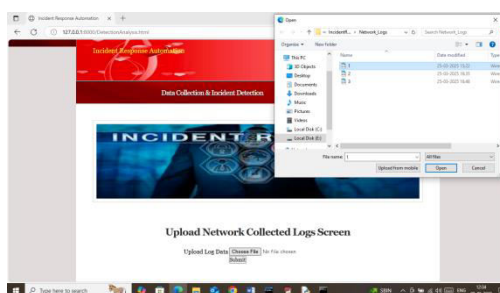 Incident Response Automation
127.0.0.1:8000/DetectionAnalysis.html
Incident Response Automation
Data Collection & Incident Detection
INCIDENT R
Upload Network Collected Logs Screen
Upload Log Data Choose File No file chosen
Submit
Open
Network_Logs
Search Network_Logs
Organize
New folder
Name
Date modified
Type
This PC
3D Objects
Desktop
Documents
Downloads
Music
Pictures
Videos
Local Disk (C:)
Local Disk (E:)
1
2
3
File name: 1
All files
Upload from mobile
Open
Cancel
Type here to search
ENG